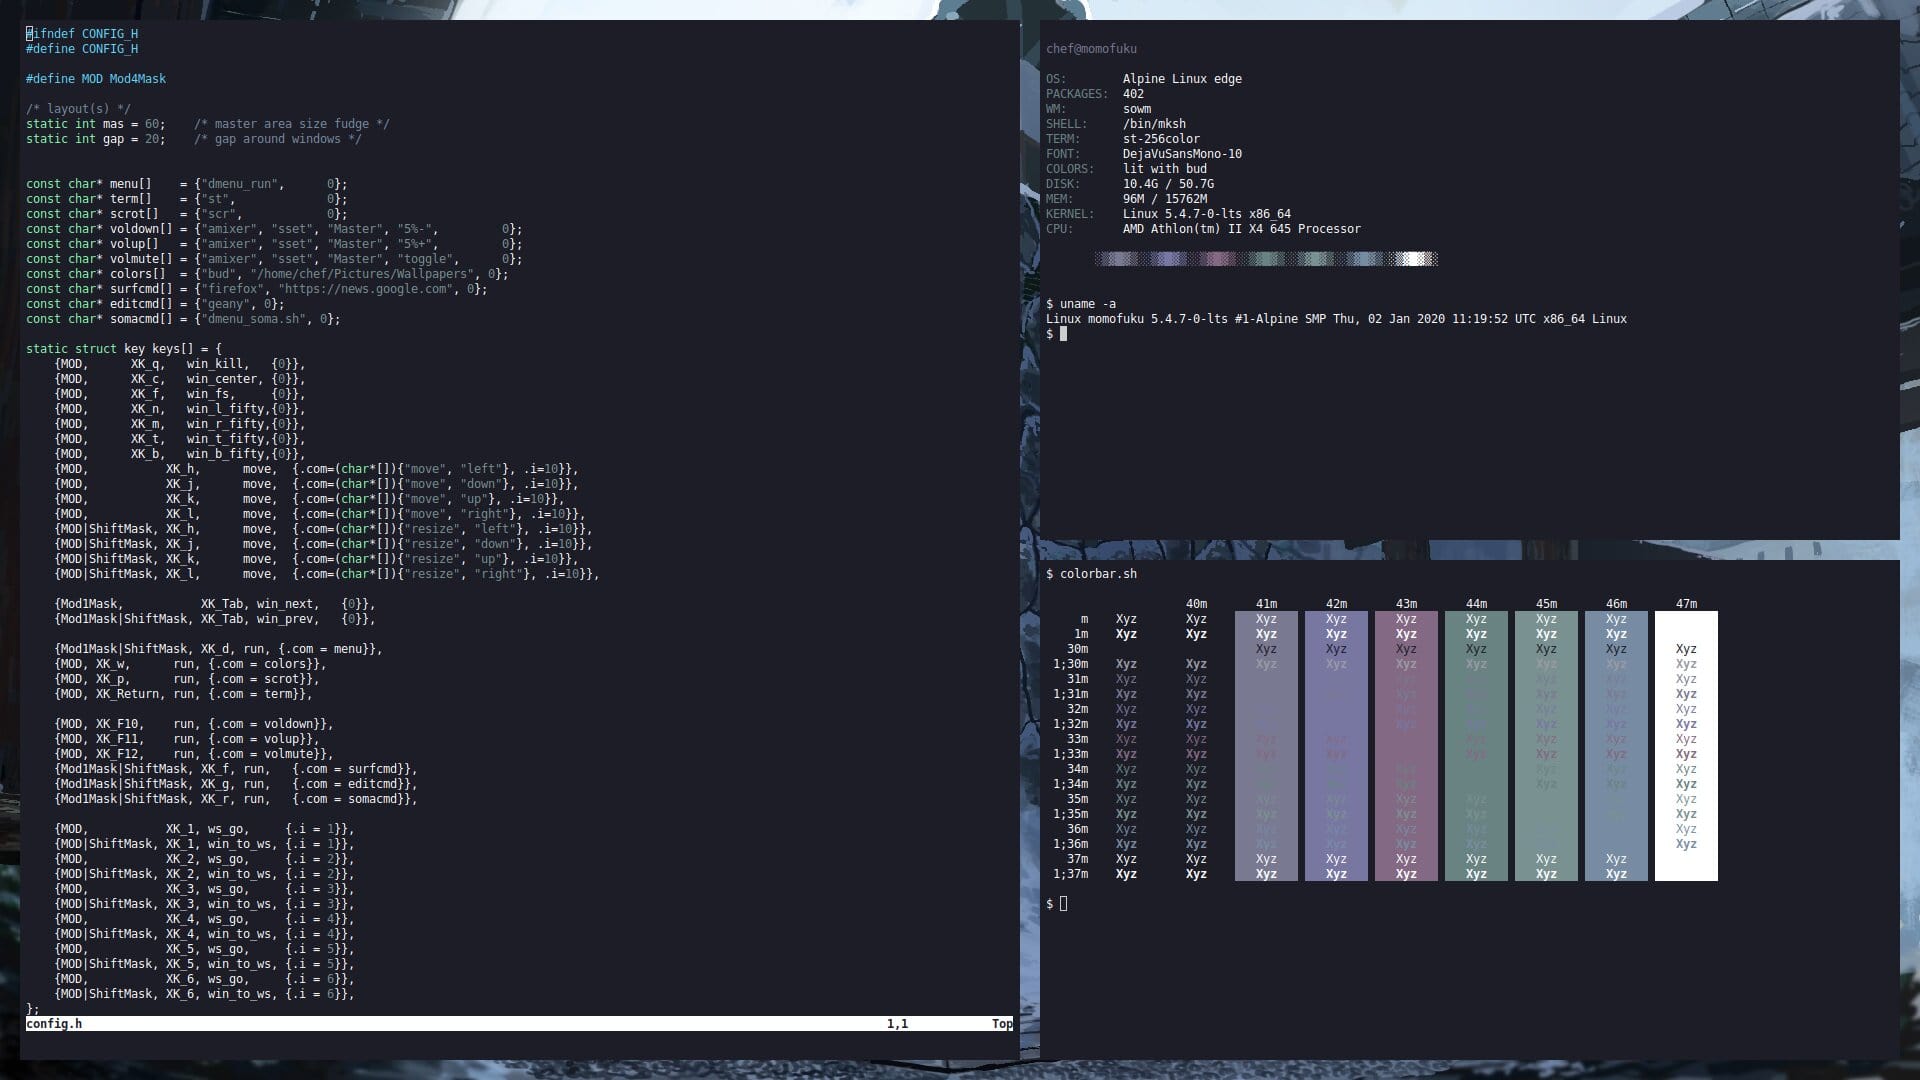 #ifndef CONFIG_H
#define CONFIG_H
#define MOD Mod4Mask
/* layout(s) */
static int mas = 60;    /* master area size fudge */
static int gap = 20;    /* gap around windows */
const char* menu[]    = {"dmenu_run",      0};
const char* term[]    = {"st",             0};
const char* scrot[]   = {"scr",            0};
const char* voldown[] = {"amixer", "sset", "Master", "5%-",         0};
const char* volup[]   = {"amixer", "sset", "Master", "5%+",          0};
const char* volmute[] = {"amixer", "sset", "Master", "toggle",      0};
const char* colors[]  = {"bud", "/home/chef/Pictures/Wallpapers", 0};
const char* surfcmd[] = {"firefox", "https://news.google.com", 0};
const char* editcmd[] = {"geany", 0};
const char* somacmd[] = {"dmenu_soma.sh", 0};
static struct key keys[] = {
    {MOD,      XK_q,   win_kill,   {0}},
    {MOD,      XK_c,   win_center, {0}},
    {MOD,      XK_f,   win_fs,     {0}},
    {MOD,      XK_n,   win_l_fifty,{0}},
    {MOD,      XK_m,   win_r_fifty,{0}},
    {MOD,      XK_t,   win_t_fifty,{0}},
    {MOD,      XK_b,   win_b_fifty,{0}},
    {MOD,           XK_h,      move,  {.com=(char*[]){"move", "left"}, .i=10}},
    {MOD,           XK_j,      move,  {.com=(char*[]){"move", "down"}, .i=10}},
    {MOD,           XK_k,      move,  {.com=(char*[]){"move", "up"}, .i=10}},
    {MOD,           XK_l,      move,  {.com=(char*[]){"move", "right"}, .i=10}},
    {MOD|ShiftMask, XK_h,      move,  {.com=(char*[]){"resize", "left"}, .i=10}},
    {MOD|ShiftMask, XK_j,      move,  {.com=(char*[]){"resize", "down"}, .i=10}},
    {MOD|ShiftMask, XK_k,      move,  {.com=(char*[]){"resize", "up"}, .i=10}},
    {MOD|ShiftMask, XK_l,      move,  {.com=(char*[]){"resize", "right"}, .i=10}},
    {Mod1Mask,           XK_Tab, win_next,   {0}},
    {Mod1Mask|ShiftMask, XK_Tab, win_prev,   {0}},
    {Mod1Mask|ShiftMask, XK_d, run, {.com = menu}},
    {MOD, XK_w,      run, {.com = colors}},
    {MOD, XK_p,      run, {.com = scrot}},
    {MOD, XK_Return, run, {.com = term}},
    {MOD, XK_F10,    run, {.com = voldown}},
    {MOD, XK_F11,    run, {.com = volup}},
    {MOD, XK_F12,    run, {.com = volmute}},
    {Mod1Mask|ShiftMask, XK_f, run,   {.com = surfcmd}},
    {Mod1Mask|ShiftMask, XK_g, run,   {.com = editcmd}},
    {Mod1Mask|ShiftMask, XK_r, run,   {.com = somacmd}},
    {MOD,           XK_1, ws_go,     {.i = 1}},
    {MOD|ShiftMask, XK_1, win_to_ws, {.i = 1}},
    {MOD,           XK_2, ws_go,     {.i = 2}},
    {MOD|ShiftMask, XK_2, win_to_ws, {.i = 2}},
    {MOD,           XK_3, ws_go,     {.i = 3}},
    {MOD|ShiftMask, XK_3, win_to_ws, {.i = 3}},
    {MOD,           XK_4, ws_go,     {.i = 4}},
    {MOD|ShiftMask, XK_4, win_to_ws, {.i = 4}},
    {MOD,           XK_5, ws_go,     {.i = 5}},
    {MOD|ShiftMask, XK_5, win_to_ws, {.i = 5}},
    {MOD,           XK_6, ws_go,     {.i = 6}},
    {MOD|ShiftMask, XK_6, win_to_ws, {.i = 6}},
};
config.h 1,1 Top
chef@momofuku
OS:        Alpine Linux edge
PACKAGES:  402
WM:        sowm
SHELL:     /bin/mksh
TERM:      st-256color
FONT:      DejaVuSansMono-10
COLORS:    lit with bud
DISK:      10.4G / 50.7G
MEM:       96M / 15762M
KERNEL:    Linux 5.4.7-0-lts x86_64
CPU:       AMD Athlon(tm) II X4 645 Processor
$ uname -a
Linux momofuku 5.4.7-0-lts #1-Alpine SMP Thu, 02 Jan 2020 11:19:52 UTC x86_64 Linux
$
$ colorbar.sh
40m 41m 42m 43m 44m 45m 46m 47m
m Xyz Xyz Xyz Xyz Xyz Xyz Xyz Xyz
1m Xyz Xyz Xyz Xyz Xyz Xyz Xyz Xyz
30m Xyz Xyz Xyz Xyz Xyz Xyz Xyz
1;30m Xyz Xyz Xyz Xyz Xyz Xyz Xyz Xyz Xyz
31m Xyz Xyz Xyz Xyz Xyz Xyz
1;31m Xyz Xyz Xyz Xyz Xyz Xyz Xyz
32m Xyz Xyz Xyz Xyz Xyz Xyz Xyz
1;32m Xyz Xyz Xyz Xyz Xyz Xyz Xyz
33m Xyz Xyz Xyz Xyz Xyz Xyz Xyz Xyz
1;33m Xyz Xyz Xyz Xyz Xyz Xyz Xyz Xyz
34m Xyz Xyz Xyz Xyz Xyz Xyz
1;34m Xyz Xyz Xyz Xyz Xyz Xyz
35m Xyz Xyz Xyz Xyz Xyz Xyz Xyz
1;35m Xyz Xyz Xyz Xyz Xyz Xyz Xyz
36m Xyz Xyz Xyz Xyz Xyz Xyz Xyz
1;36m Xyz Xyz Xyz Xyz Xyz Xyz Xyz
37m Xyz Xyz Xyz Xyz Xyz Xyz Xyz Xyz
1;37m Xyz Xyz Xyz Xyz Xyz Xyz Xyz Xyz
$